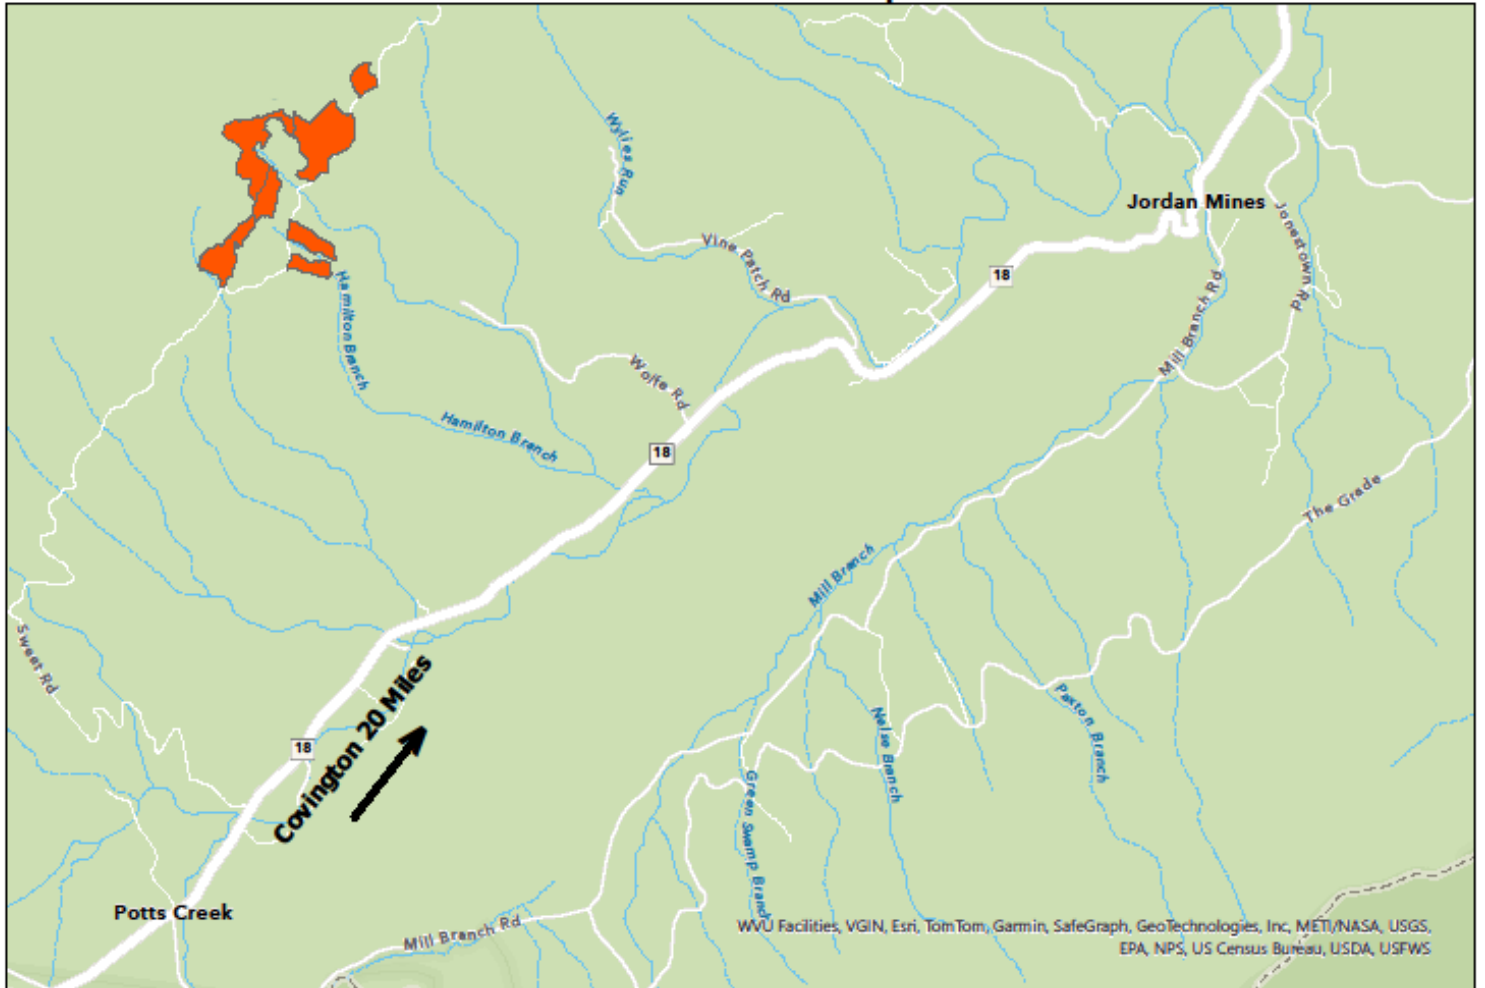 Wylies Run
Jordan Mines
Jonestown Rd
Vine Patch Rd
18
Mill Branch Rd
Hamilton Branch
Wolfe Rd
Hamilton Branch
18
The Grade
Mill Branch
Sweet Rd
Covington 20 Miles
18
Paxton Branch
Nelse Branch
Green Swamp Branch
Potts Creek
Mill Branch Rd
WVU Facilities, VGIN, Esri, TomTom, Garmin, SafeGraph, GeoTechnologies, Inc, METI/NASA, USGS,
EPA, NPS, US Census Bureau, USDA, USFWS